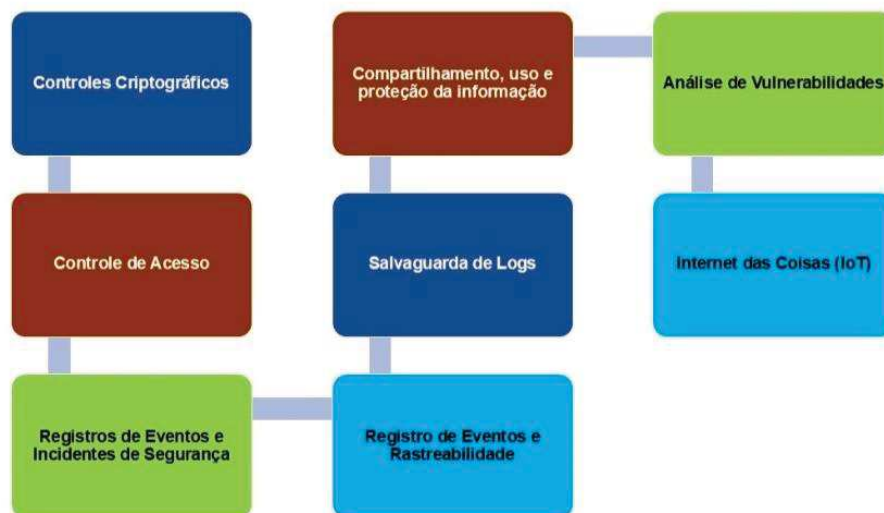 Controles Criptográficos
Controle de Acesso
Registros de Eventos e
Incidentes de Segurança
Registro de Eventos e
Rastreabilidade
Salvaguarda de Logs
Compartilhamento, uso e
proteção da informação
Análise de Vulnerabilidades
Internet das Coisas (IoT)